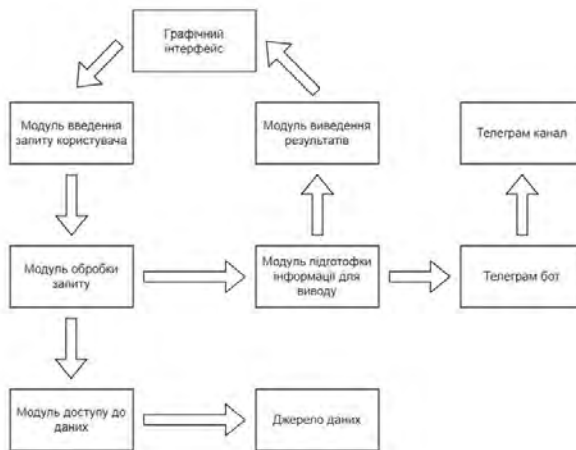 Графічний
інтерфейс
Модуль введення
запиту користувача
Модуль виведення
результатів
Телеграм канал
Модуль обробки
запиту
Модуль підготофки
інформації для
виводу
Телеграм бот
Модуль доступу до
даних
Джерело даних